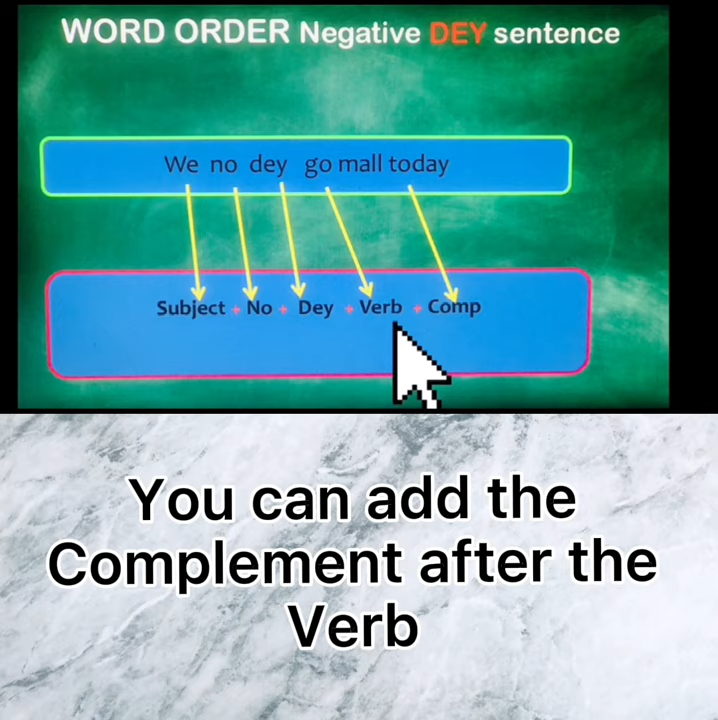 WORD ORDER Negative DEY sentence
We no dey go mall today
Subject + No + Dey + Verb + Comp
You can add the
Complement after the
Verb